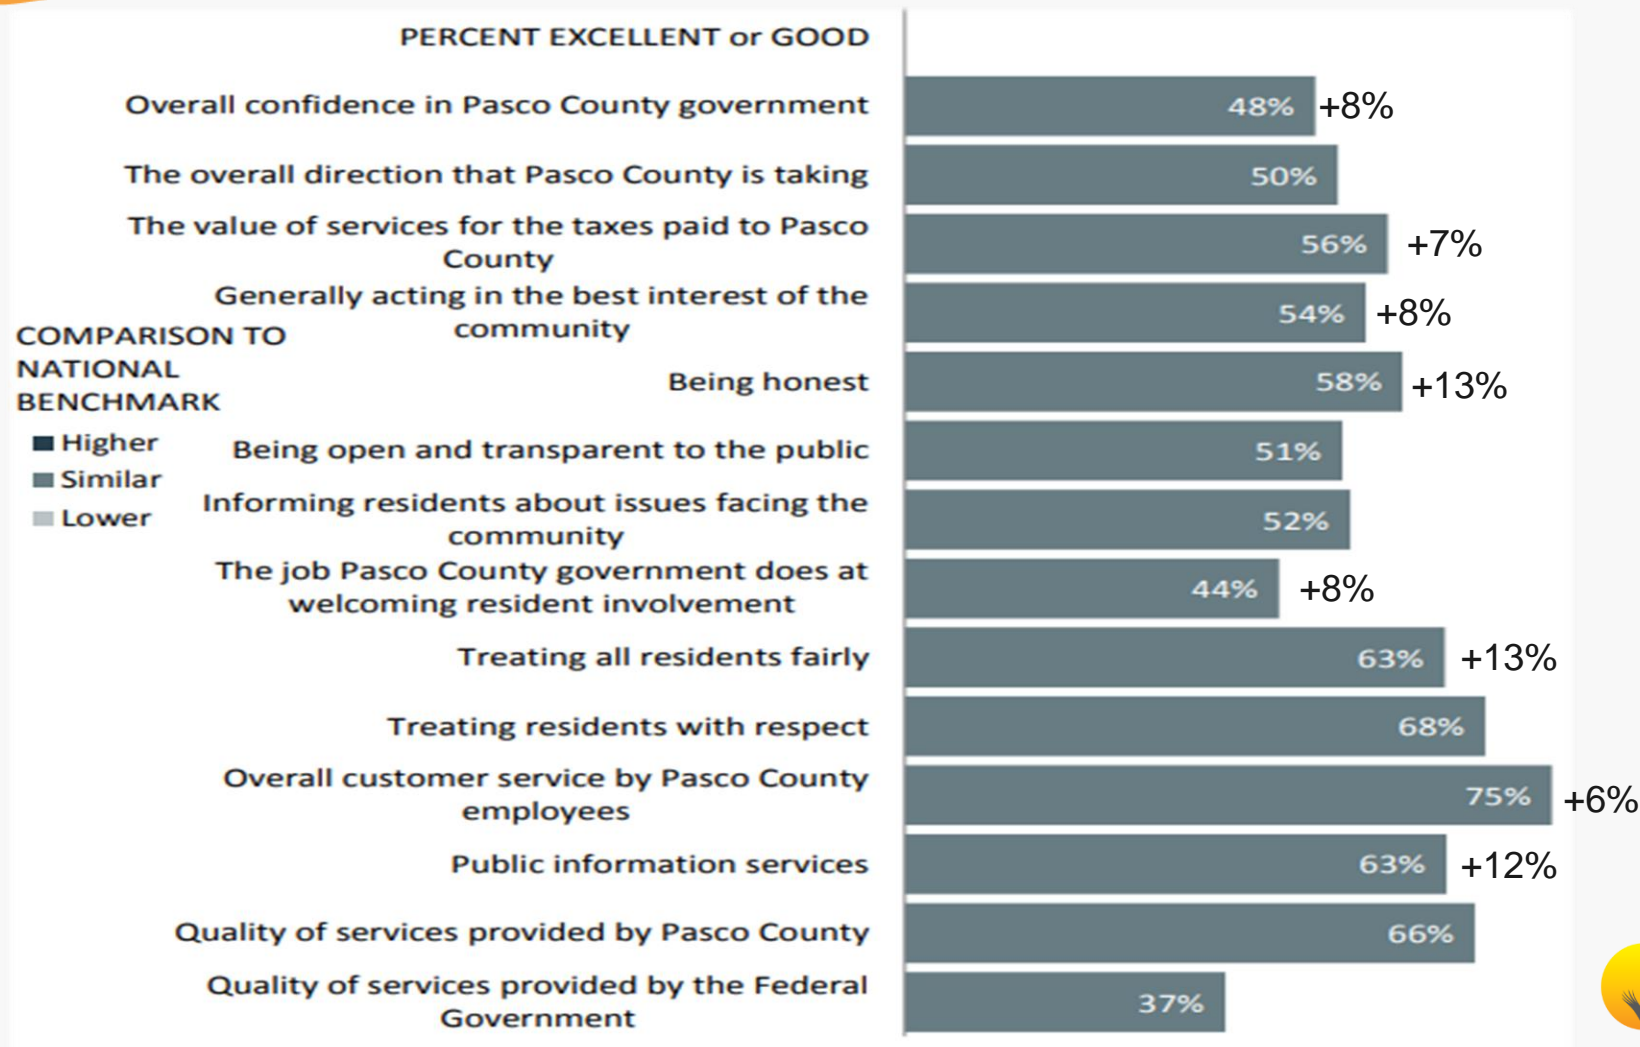 PERCENT EXCELLENT or GOOD
Overall confidence in Pasco County government
48% +8%
The overall direction that Pasco County is taking
50%
The value of services for the taxes paid to Pasco
County
56% +7%
Generally acting in the best interest of the
community
54% +8%
COMPARISON TO
NATIONAL
BENCHMARK
Higher
Similar
Lower
Being honest
58% +13%
Being open and transparent to the public
51%
Informing residents about issues facing the
community
52%
The job Pasco County government does at
welcoming resident involvement
44% +8%
Treating all residents fairly
63% +13%
Treating residents with respect
68%
Overall customer service by Pasco County
employees
75% +6%
Public information services
63% +12%
Quality of services provided by Pasco County
66%
Quality of services provided by the Federal
Government
37%